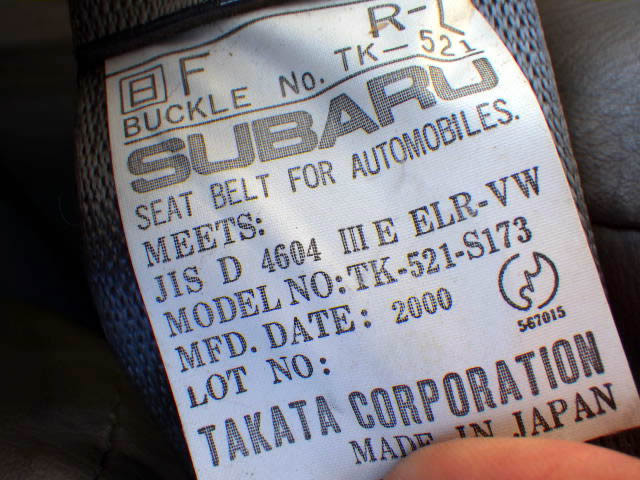 日 F R-L
BUCKLE NO. TK-521
SUBARU
SEAT BELT FOR AUTOMOBILES.
MEETS:
JIS D 4604 III E ELR-VW
MODEL NO: TK-521-S173
MFD. DATE: 2000
LOT NO:
567015
TAKATA CORPORATION
MADE IN JAPAN